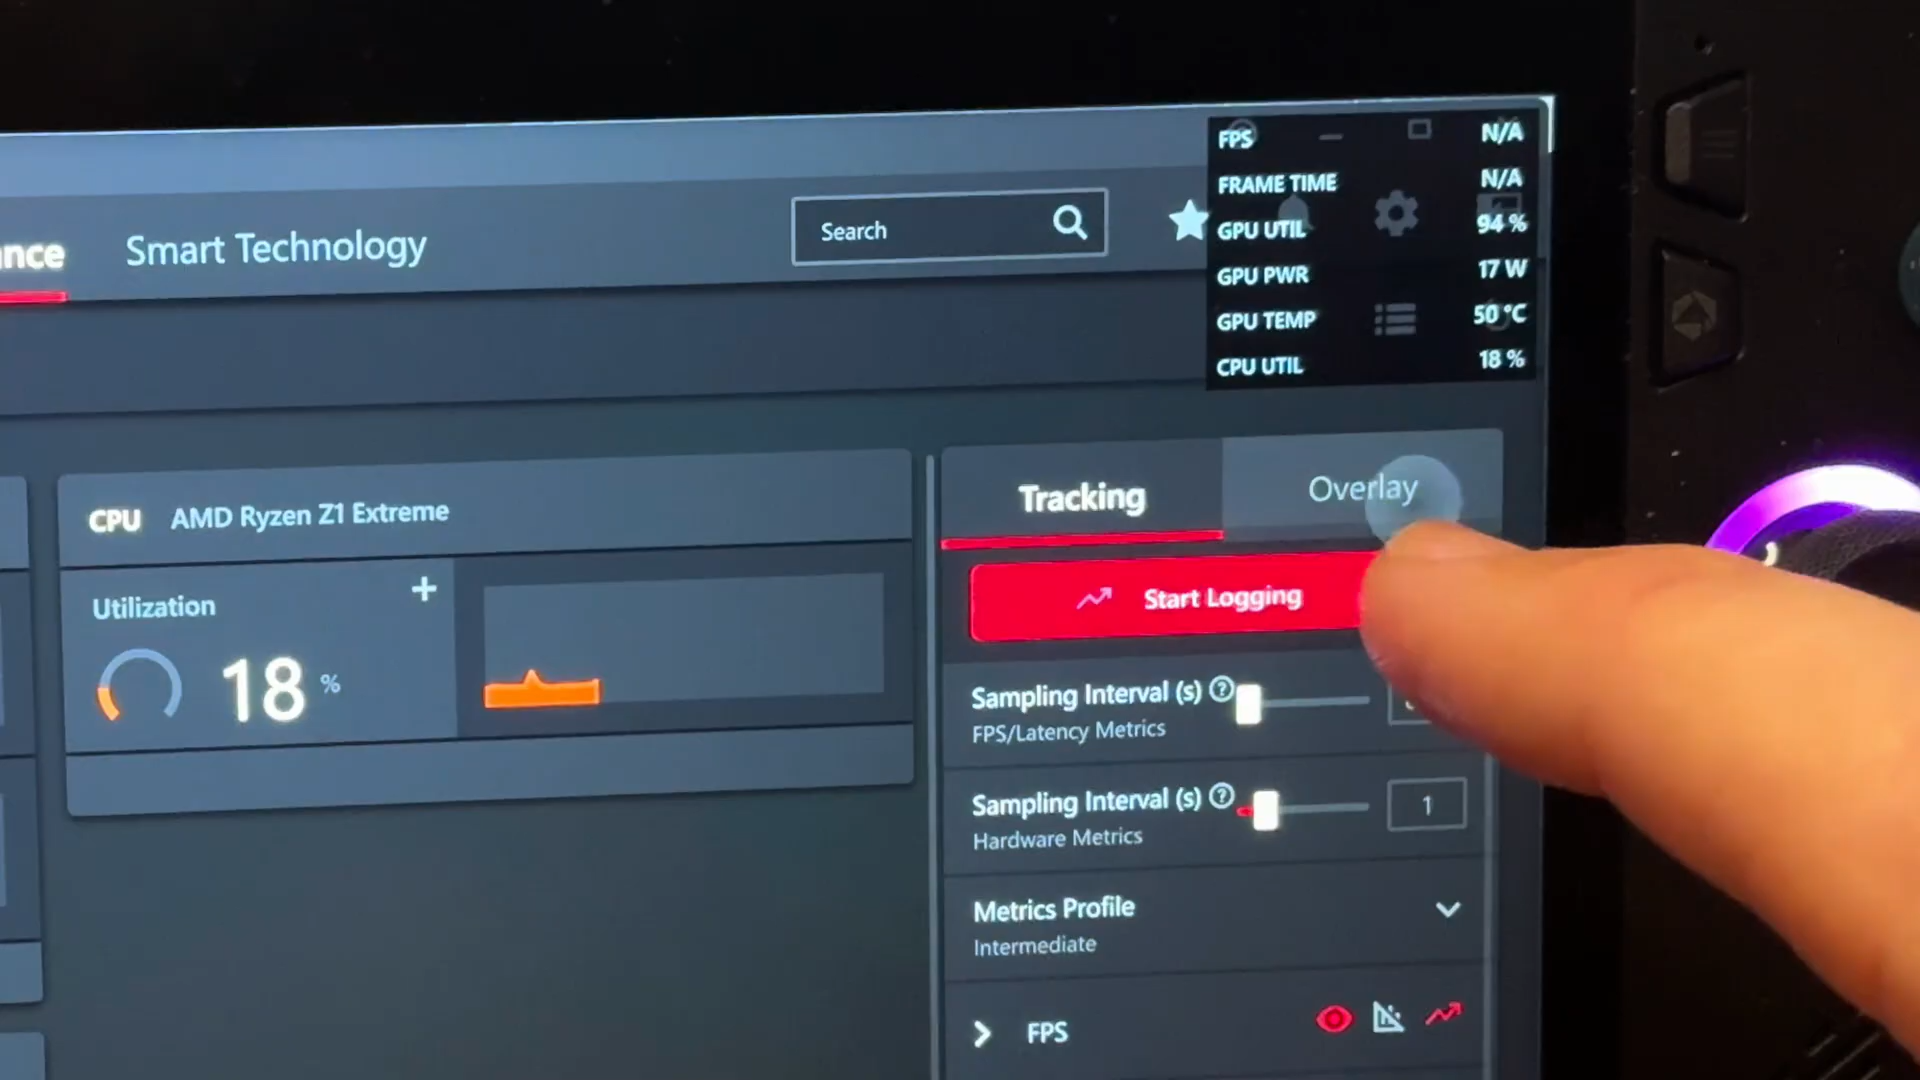 FPS N/A
FRAME TIME N/A
GPU UTIL 94 %
GPU PWR 17 W
GPU TEMP 50 °C
CPU UTIL 18 %
Smart Technology
Search
CPU AMD Ryzen Z1 Extreme
Utilization
18 %
Tracking Overlay
Start Logging
Sampling Interval (s)
FPS/Latency Metrics
Sampling Interval (s) 1
Hardware Metrics
Metrics Profile
Intermediate
FPS